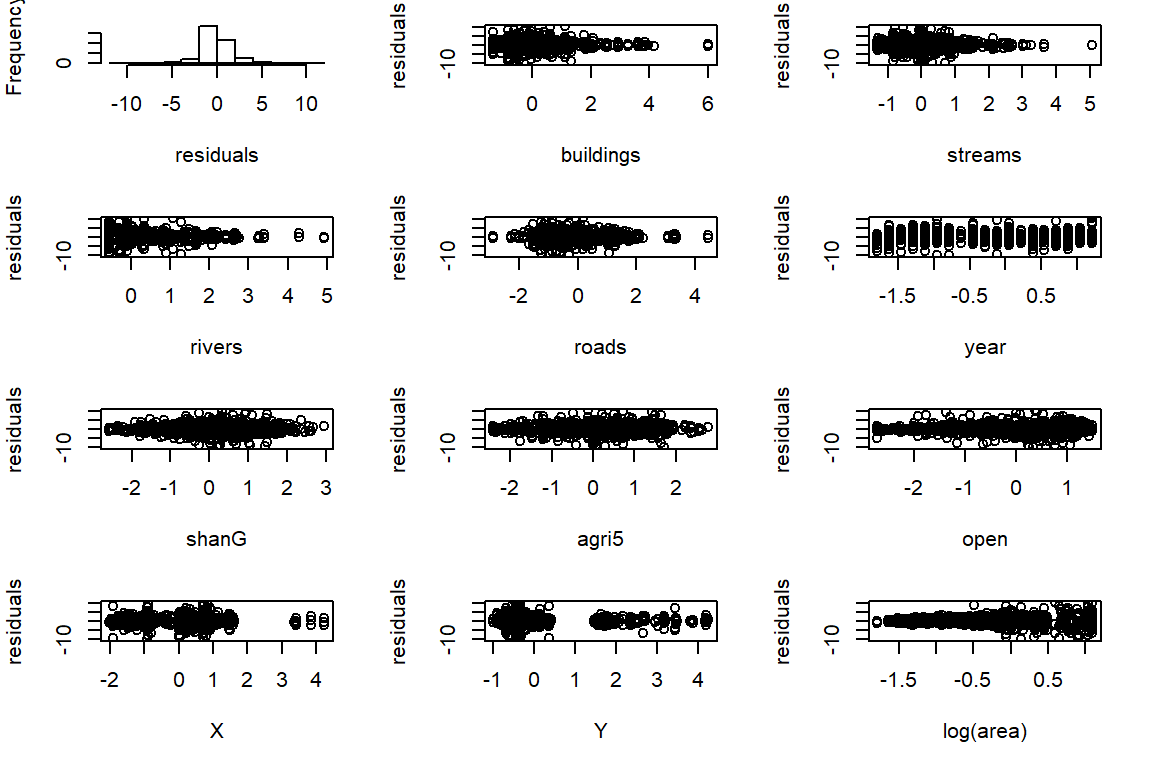 Frequency
0
-10 -5 0 5 10
residuals
residuals
-10
0 2 4 6
buildings
residuals
-10
-1 0 1 2 3 4 5
streams
residuals
-10
0 1 2 3 4 5
rivers
residuals
-10
-2 0 2 4
roads
residuals
-10
-1.5 -0.5 0.5
year
residuals
-10
-2 -1 0 1 2 3
shanG
residuals
-10
-2 -1 0 1 2
agri5
residuals
-10
-2 -1 0 1
open
residuals
-10
-2 0 1 2 3 4
X
residuals
-10
-1 0 1 2 3 4
Y
residuals
-10
-1.5 -0.5 0.5
log(area)